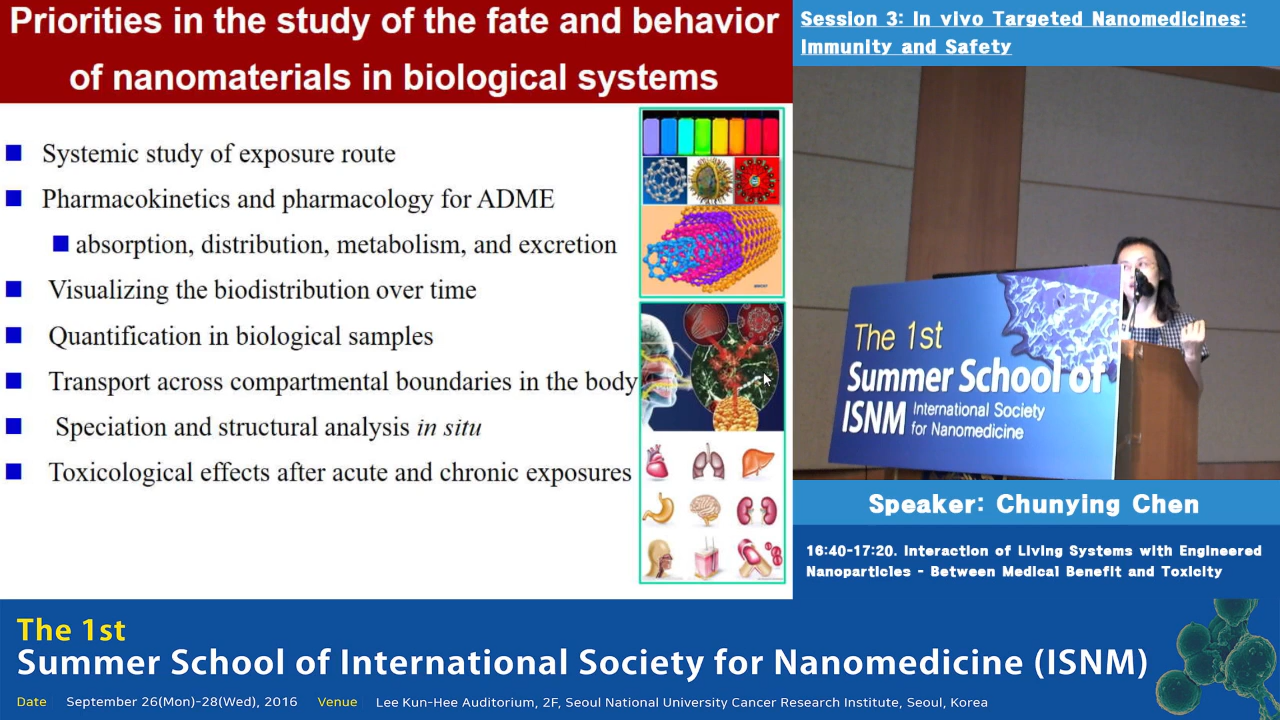 Priorities in the study of the fate and behavior
of nanomaterials in biological systems
Systemic study of exposure route
Pharmacokinetics and pharmacology for ADME
absorption, distribution, metabolism, and excretion
Visualizing the biodistribution over time
Quantification in biological samples
Transport across compartmental boundaries in the body
Speciation and structural analysis in situ
Toxicological effects after acute and chronic exposures
Session 3: In vivo Targeted Nanomedicines:
Immunity and Safety
The 1st
Summer School of
ISNM International Society
for Nanomedicine
Speaker: Chunying Chen
16:40-17:20. Interaction of Living Systems with Engineered
Nanoparticles - Between Medical Benefit and Toxicity
The 1st
Summer School of International Society for Nanomedicine (ISNM)
Date September 26(Mon)-28(Wed), 2016 Venue Lee Kun-Hee Auditorium, 2F, Seoul National University Cancer Research Institute, Seoul, Korea